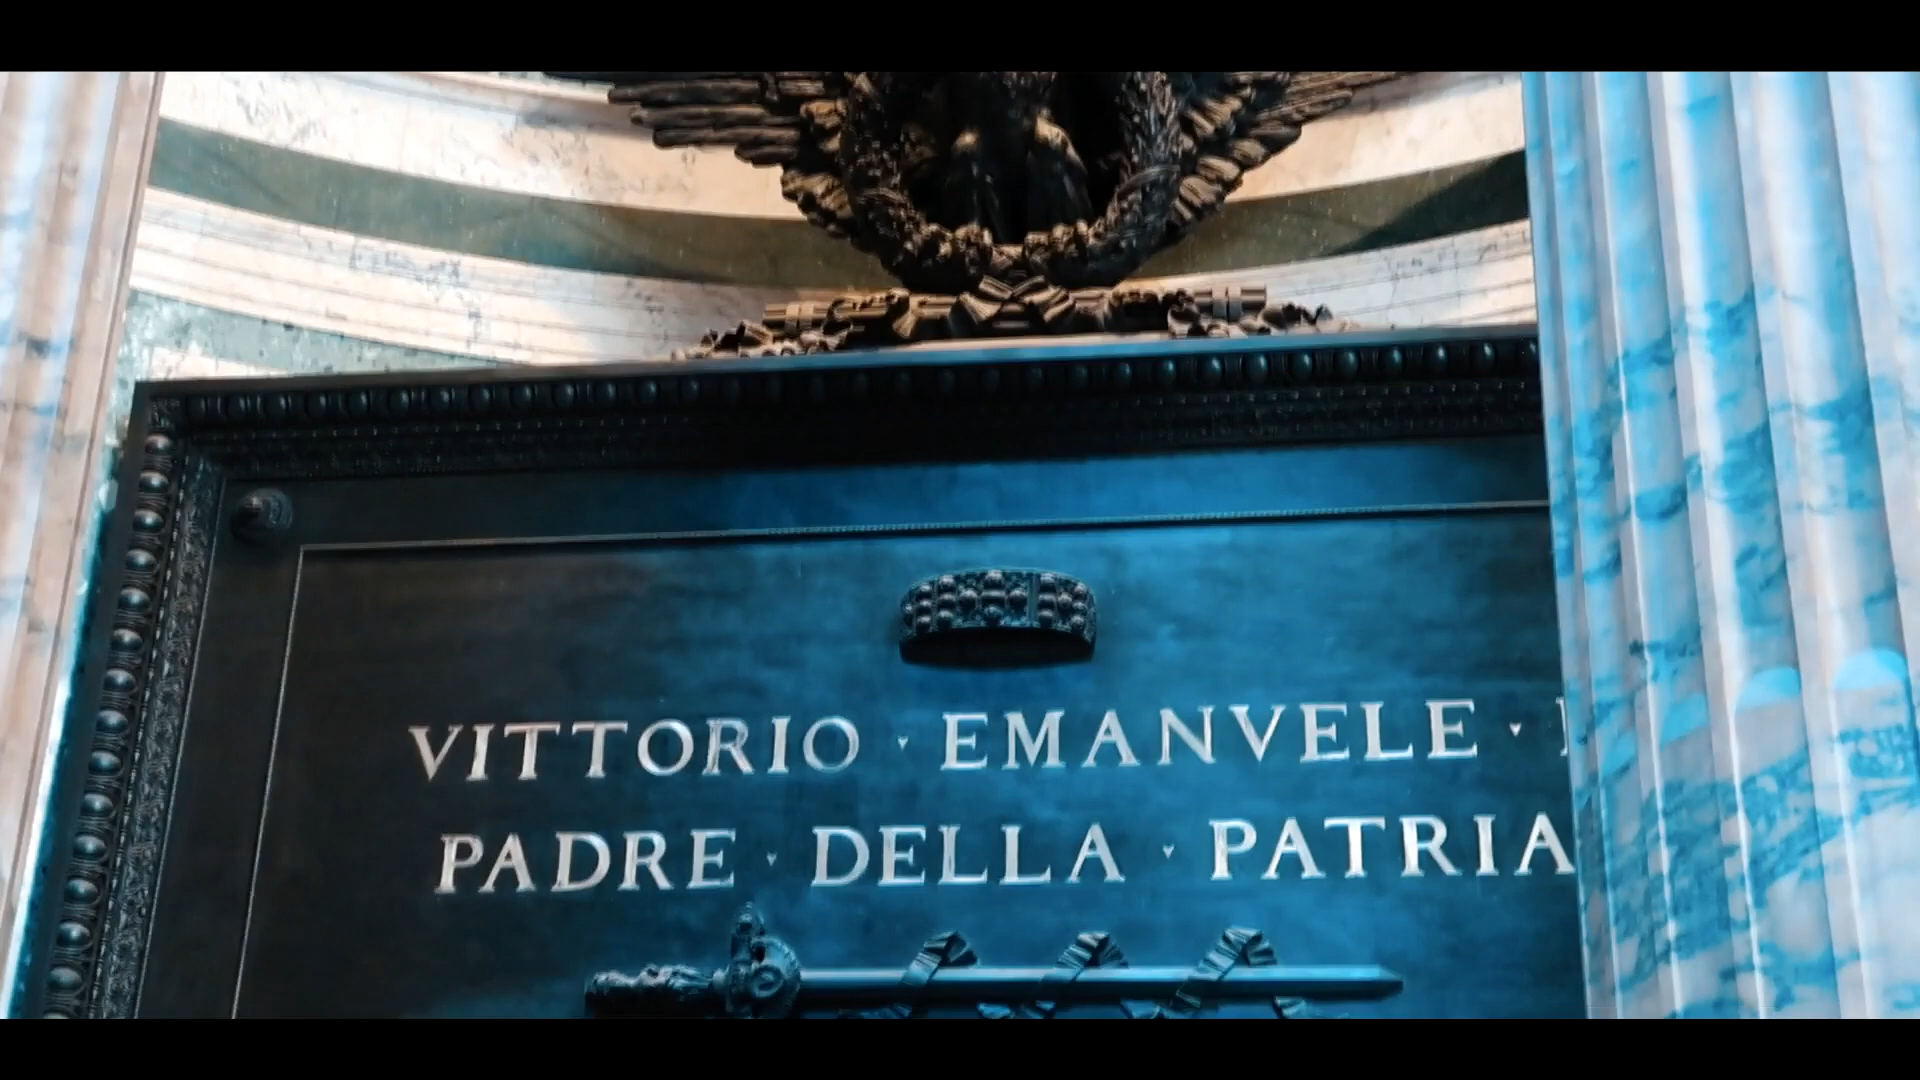 VITTORIO · EMANVELE ·
PADRE · DELLA · PATRIA